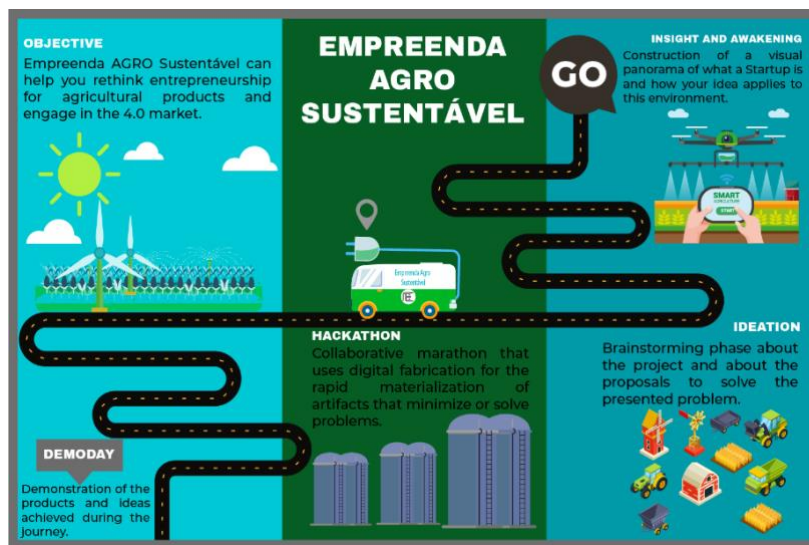 OBJECTIVE
Empreenda AGRO Sustentável can
help you rethink entrepreneurship
for agricultural products and
engage in the 4.0 market.
EMPREENDA
AGRO
SUSTENTÁVEL
GO
INSIGHT AND AWAKENING
Construction of a visual
panorama of what a Startup is
and how your idea applies to
this environment.
SMART
AGRICULTURE
START
Empreenda Agro
Sustentável
HACKATHON
Collaborative marathon that
uses digital fabrication for the
rapid materialization of
artifacts that minimize or solve
problems.
IDEATION
Brainstorming phase about
the project and about the
proposals to solve the
presented problem.
DEMODAY
Demonstration of the
products and ideas
achieved during the
journey.